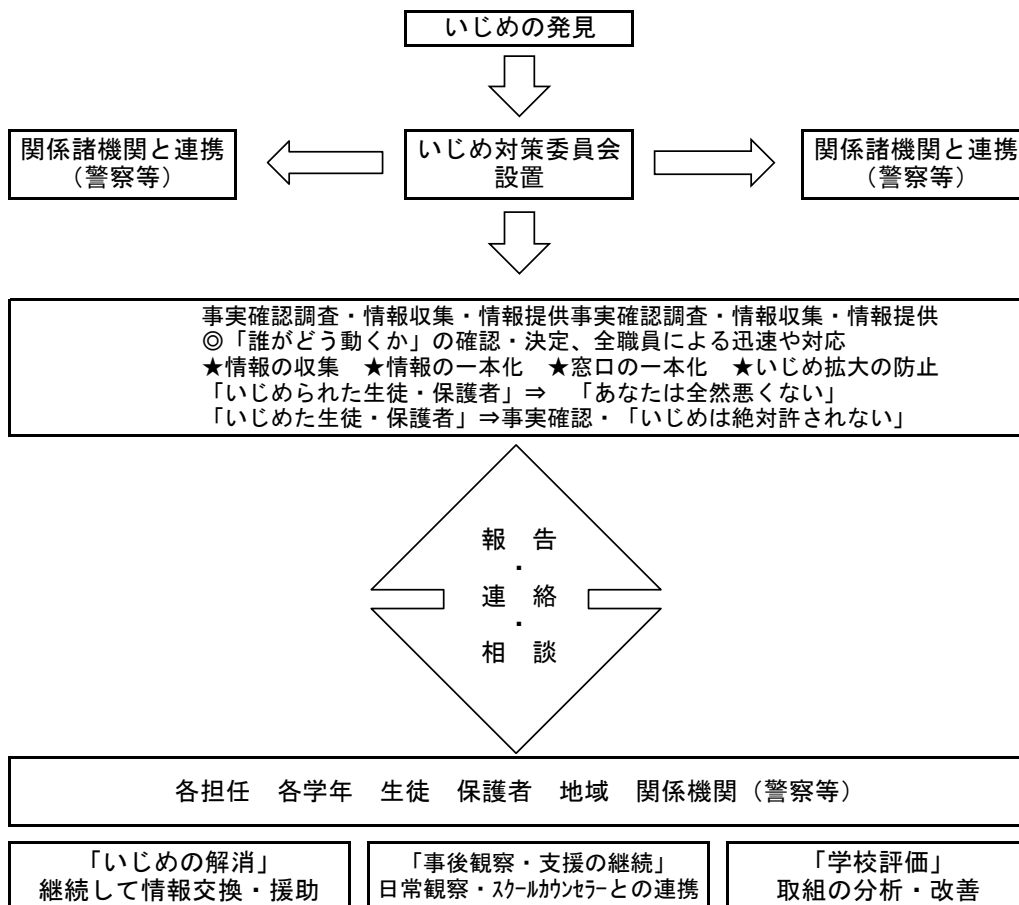 いじめの発見
関係諸機関と連携
（警察等）
いじめ対策委員会
設置
関係諸機関と連携
（警察等）
事実確認調査・情報収集・情報提供事実確認調査・情報収集・情報提供
◎「誰がどう動くか」の確認・決定、全職員による迅速や対応
★情報の収集　★情報の一本化　★窓口の一本化　★いじめ拡大の防止
「いじめられた生徒・保護者」⇒　「あなたは全然悪くない」
「いじめた生徒・保護者」⇒事実確認・「いじめは絶対許されない」
報　告
・
連　絡
・
相　談
各担任　各学年　生徒　保護者　地域　関係機関（警察等）
「いじめの解消」
継続して情報交換・援助
「事後観察・支援の継続」
日常観察・ｽｸｰﾙｶｳﾝｾﾗｰとの連携
「学校評価」
取組の分析・改善